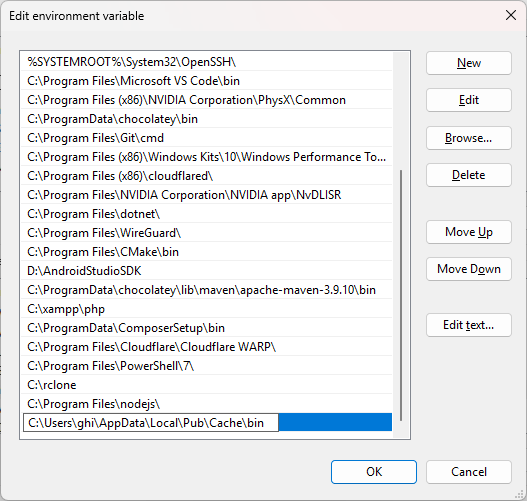 Edit environment variable
%SYSTEMROOT%\System32\OpenSSH\
C:\Program Files\Microsoft VS Code\bin
C:\Program Files (x86)\NVIDIA Corporation\PhysX\Common
C:\ProgramData\chocolatey\bin
C:\Program Files\Git\cmd
C:\Program Files (x86)\Windows Kits\10\Windows Performance To...
C:\Program Files (x86)\cloudflared\
C:\Program Files\NVIDIA Corporation\NVIDIA app\NvDLISR
C:\Program Files\dotnet\
C:\Program Files\WireGuard\
C:\Program Files\CMake\bin
D:\AndroidStudioSDK
C:\ProgramData\chocolatey\lib\maven\apache-maven-3.9.10\bin
C:\xampp\php
C:\ProgramData\ComposerSetup\bin
C:\Program Files\Cloudflare\Cloudflare WARP\
C:\Program Files\PowerShell\7\
C:\rclone
C:\Program Files\nodejs\
C:\Users\ghi\AppData\Local\Pub\Cache\bin
New
Edit
Browse...
Delete
Move Up
Move Down
Edit text...
OK
Cancel